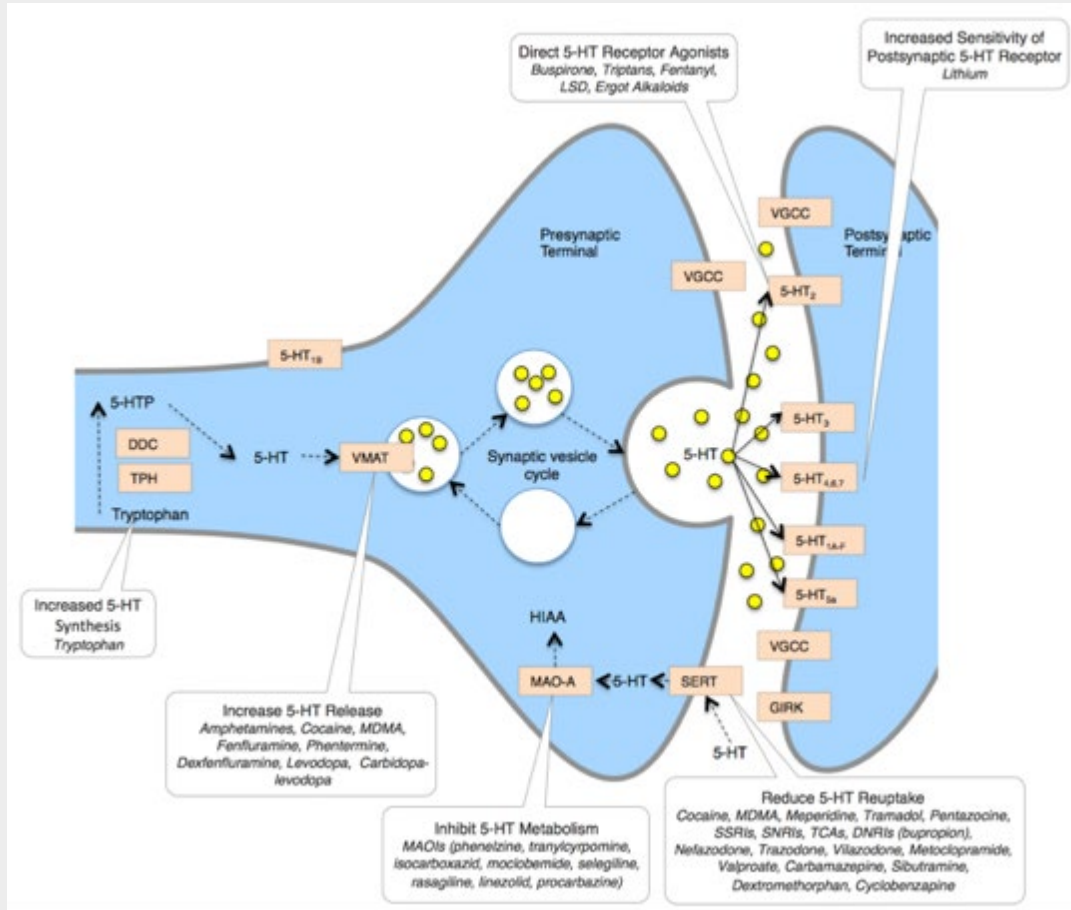 Direct 5-HT Receptor Agonists
Buspirone, Triptans, Fentanyl,
LSD, Ergot Alkaloids
Increased Sensitivity of
Postsynaptic 5-HT Receptor
Lithium
Presynaptic
Terminal
Postsynaptic
Terminal
VGCC
VGCC
5-HT2
5-HT1B
5-HTP
DDC
TPH
Tryptophan
5-HT
VMAT
Synaptic vesicle
cycle
5-HT
5-HT3
5-HT4,6,7
5-HT1A-F
5-HT5a
VGCC
GIRK
HIAA
MAO-A
5-HT
SERT
5-HT
Increased 5-HT
Synthesis
Tryptophan
Increase 5-HT Release
Amphetamines, Cocaine, MDMA,
Fenfluramine, Phentermine,
Dexfenfluramine, Levodopa, Carbidopa-
levodopa
Inhibit 5-HT Metabolism
MAOIs (phenelzine, tranylcyrpomine,
isocarboxazid, moclobemide, selegiline,
rasagiline, linezolid, procarbazine)
Reduce 5-HT Reuptake
Cocaine, MDMA, Meperidine, Tramadol, Pentazocine,
SSRIs, SNRIs, TCAs, DNRIs (bupropion),
Nefazodone, Trazodone, Vilazodone, Metoclopramide,
Valproate, Carbamazepine, Sibutramine,
Dextromethorphan, Cyclobenzapine